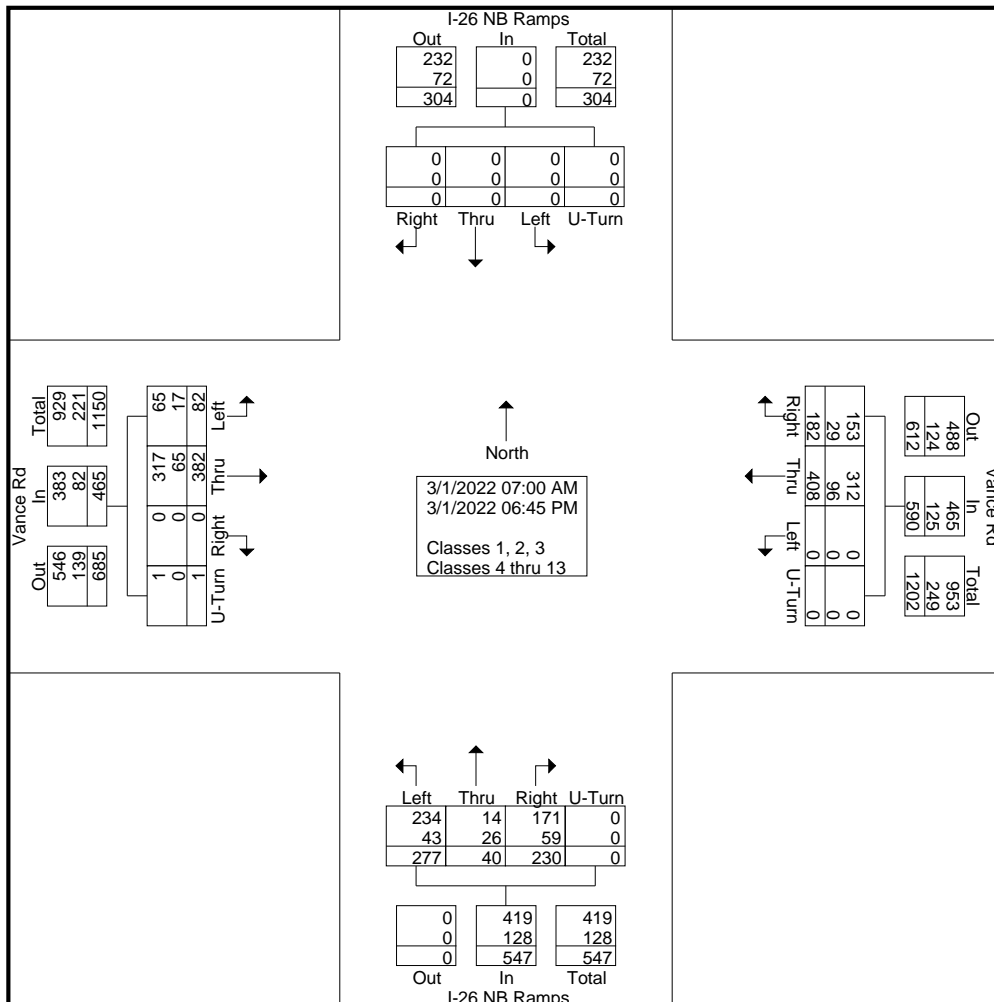 I-26 NB Ramps
Out In Total
232 0 232
72 0 72
304 0 304
0 0 0 0
0 0 0 0
0 0 0 0
Right Thru Left U-Turn
Vance Rd
Total
929
221
1150
In
383
82
465
Out
546
139
685
65 17 82
Left
317 65 382
Thru
0 0 0
Right
1 0 1
U-Turn
North
3/1/2022 07:00 AM
3/1/2022 06:45 PM
Classes 1, 2, 3
Classes 4 thru 13
Right
153
29
182
Thru
312
96
408
Left
0
0
0
U-Turn
0
0
0
Out
488
124
612
In
465
125
590
Total
953
249
1202
Vance Rd
Left Thru Right U-Turn
234 14 171 0
43 26 59 0
277 40 230 0
0 419 419
0 128 128
0 547 547
Out In Total
I-26 NB Ramps